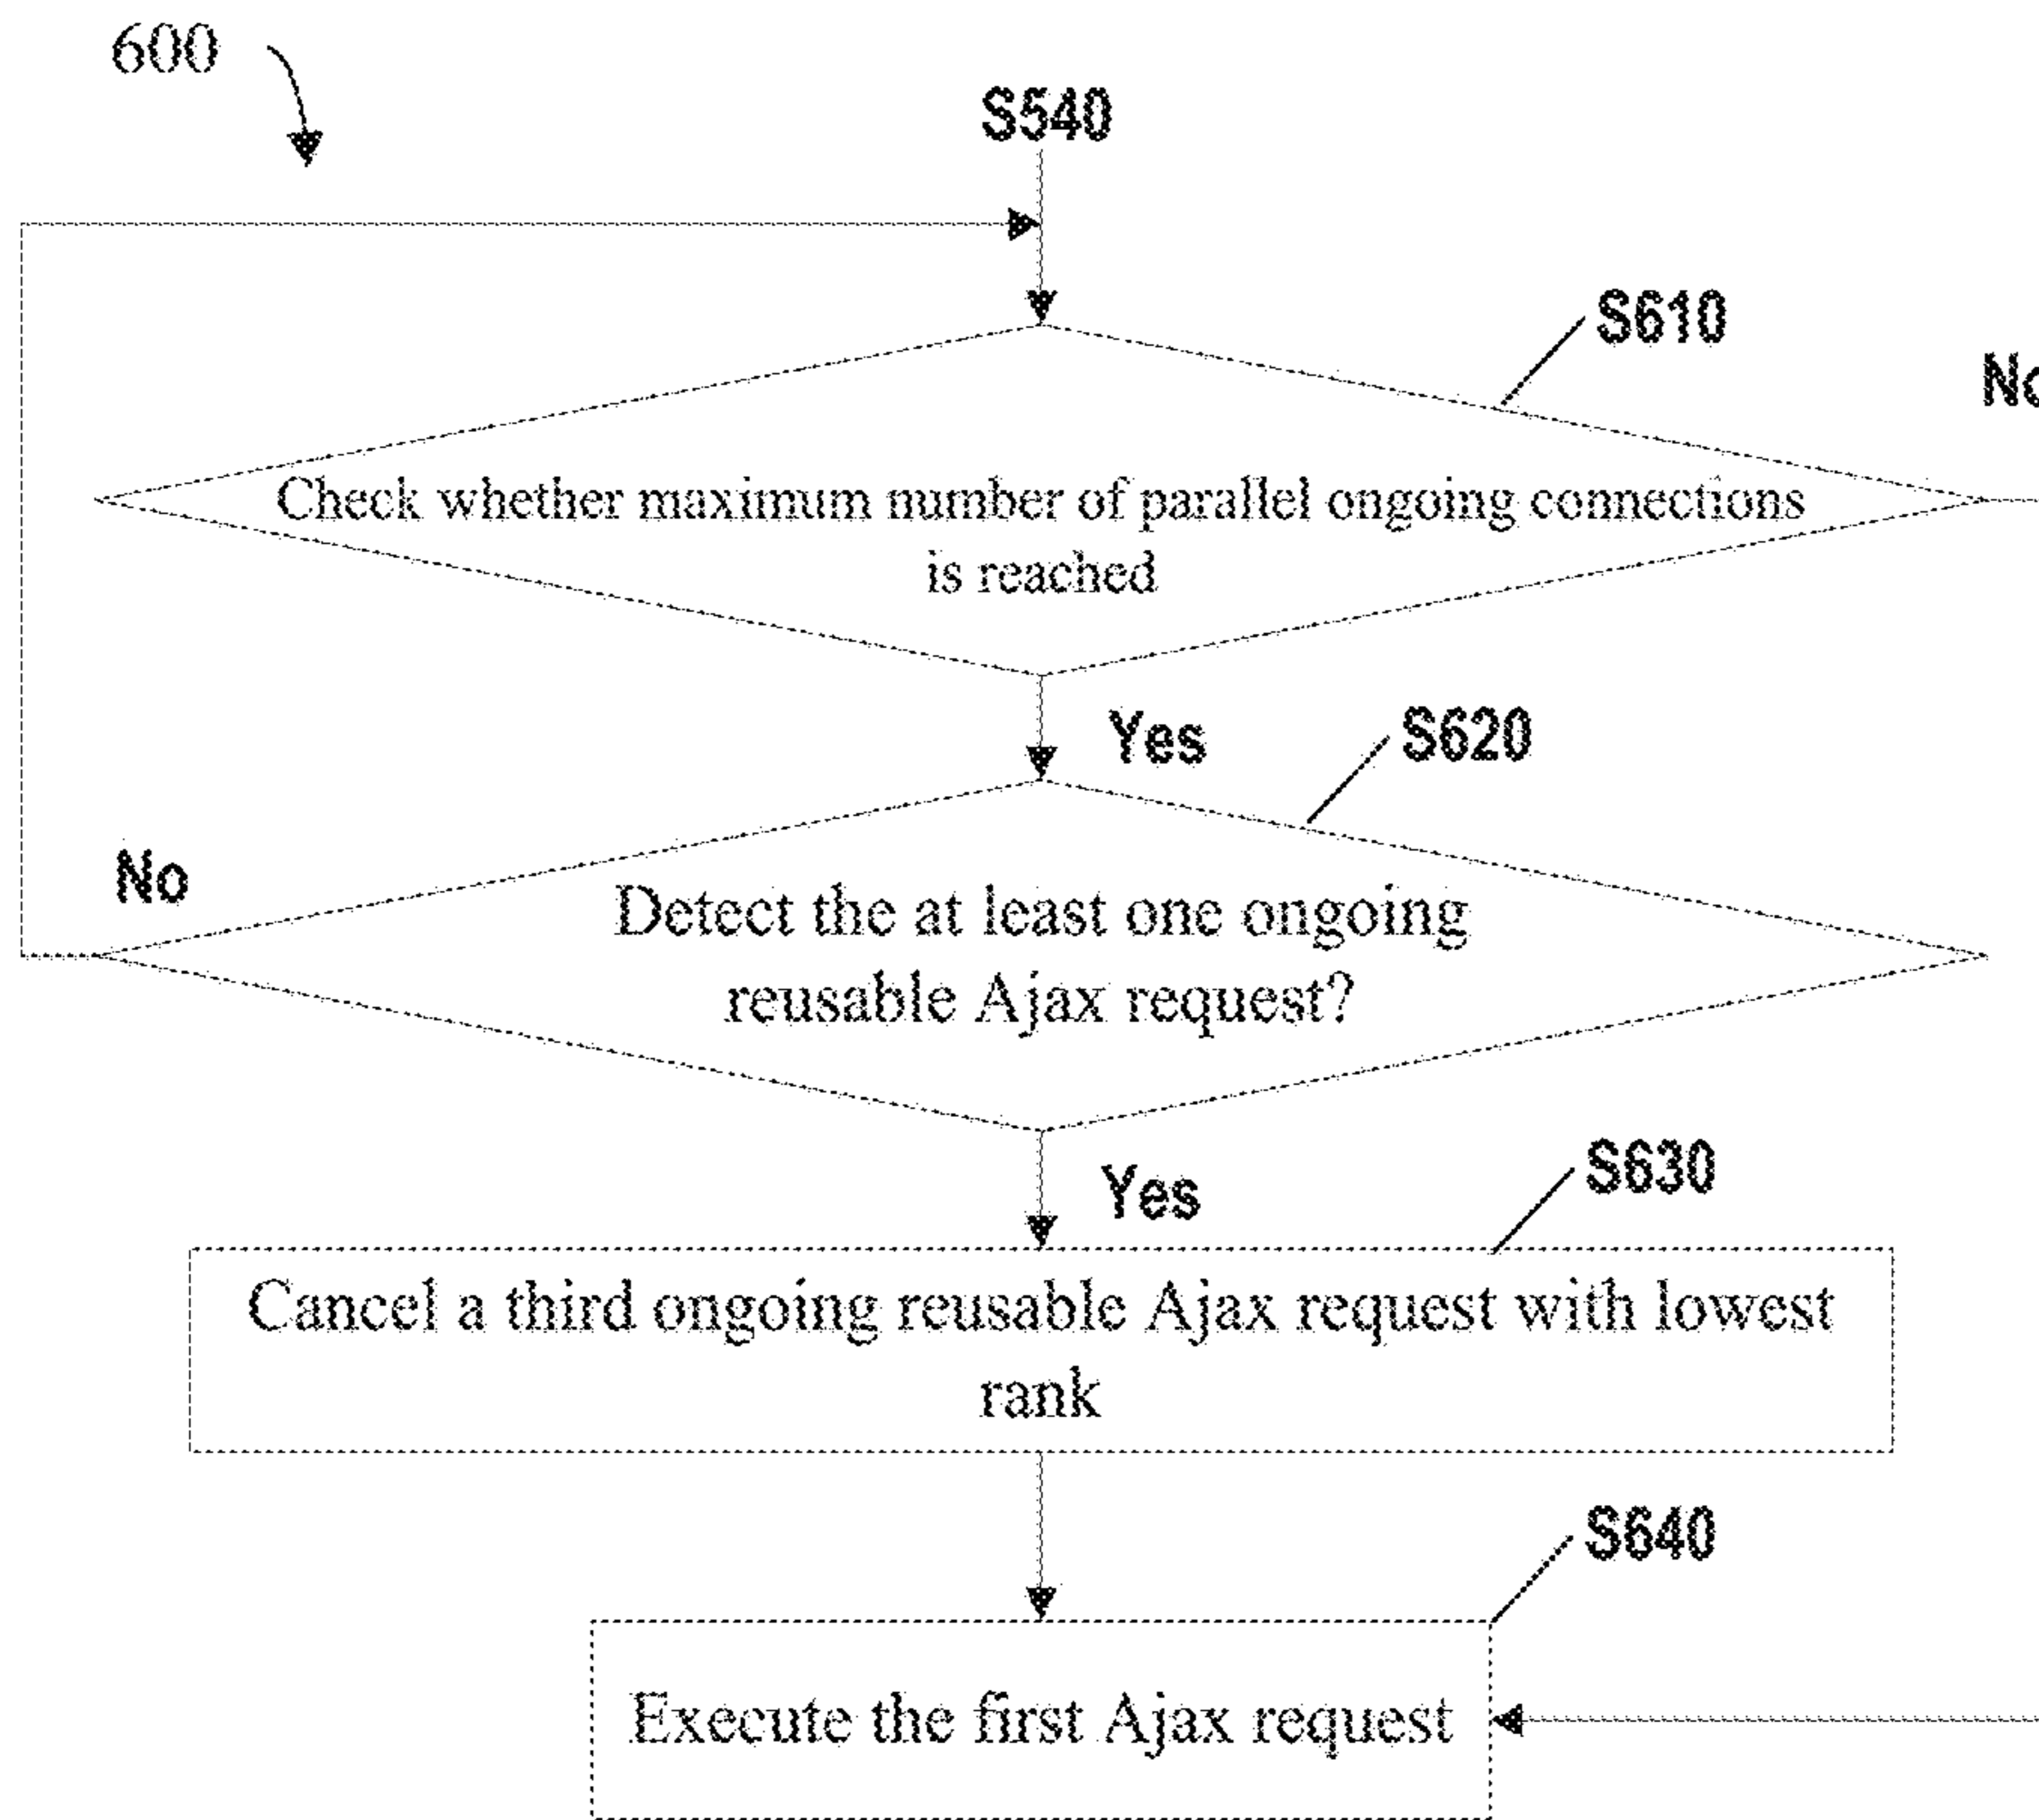 600
S540
S610
No
Check whether maximum number of parallel ongoing connections
is reached
Yes
S620
No
Detect the at least one ongoing
reusable Ajax request?
Yes
S630
Cancel a third ongoing reusable Ajax request with lowest
rank
S640
Execute the first Ajax request